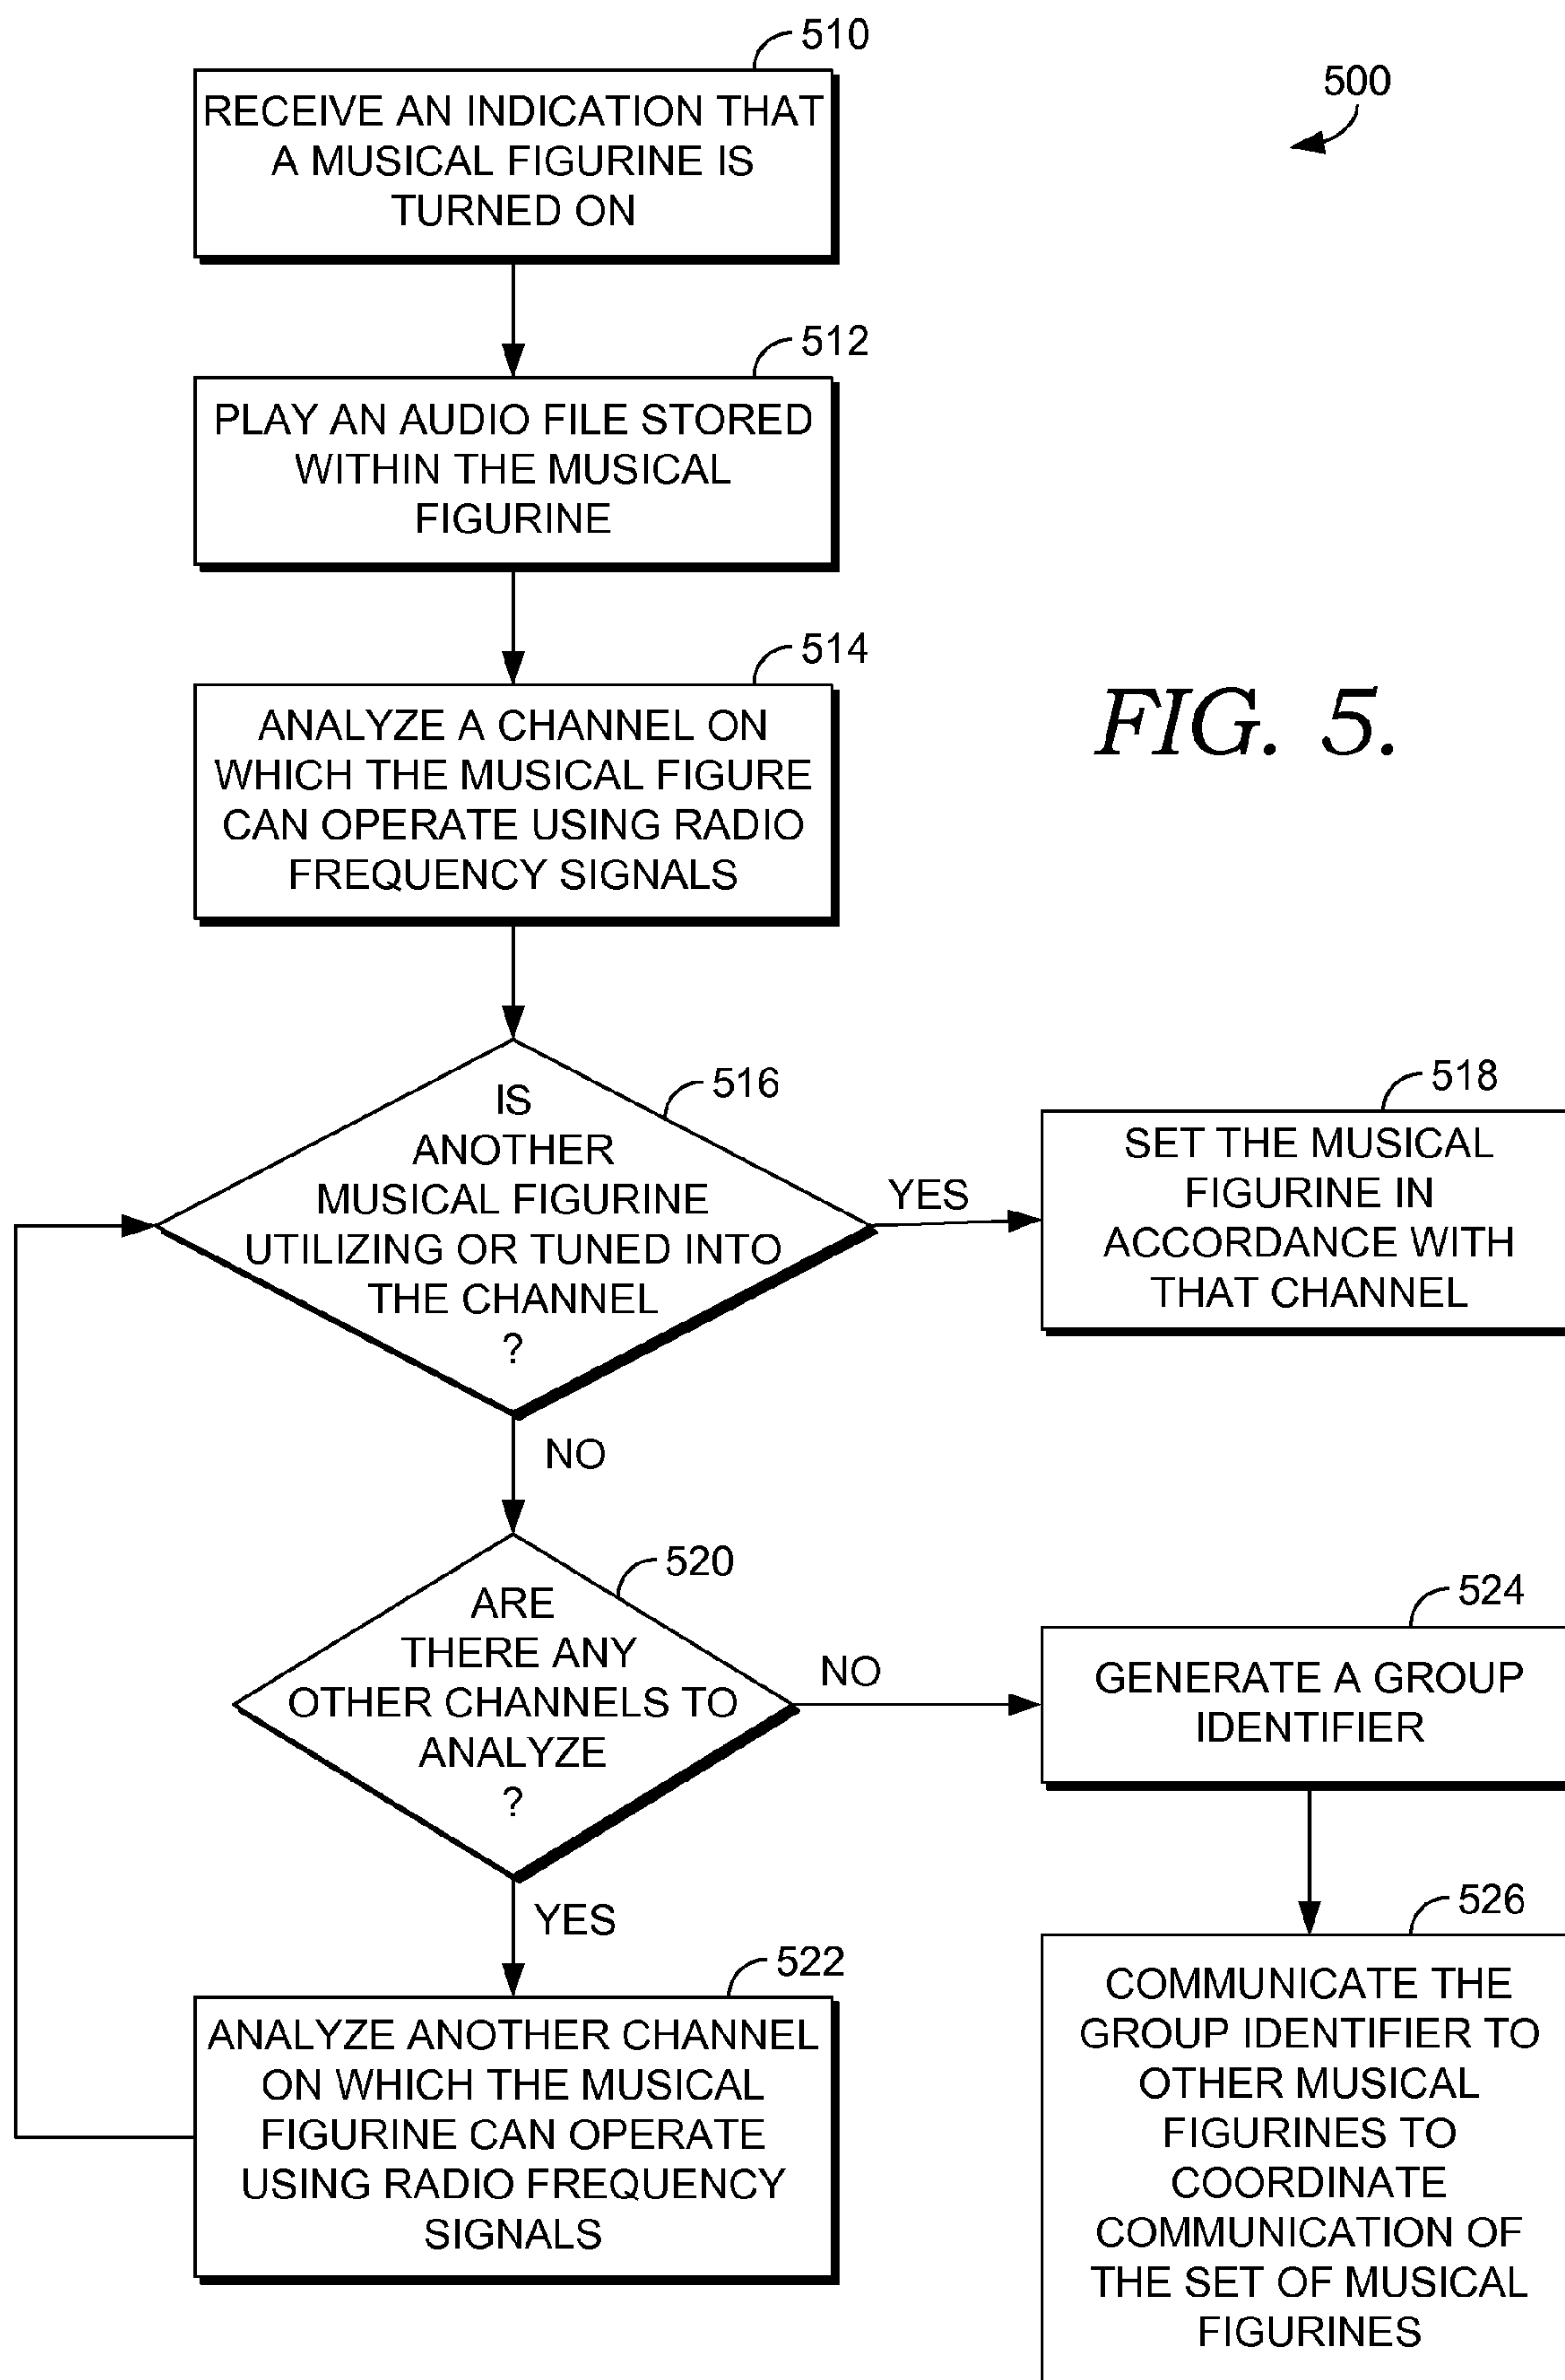 510
500
RECEIVE AN INDICATION THAT
A MUSICAL FIGURINE IS
TURNED ON
512
PLAY AN AUDIO FILE STORED
WITHIN THE MUSICAL
FIGURINE
514
ANALYZE A CHANNEL ON
WHICH THE MUSICAL FIGURE
CAN OPERATE USING RADIO
FREQUENCY SIGNALS
FIG. 5.
516
IS
ANOTHER
MUSICAL FIGURINE
UTILIZING OR TUNED INTO
THE CHANNEL
?
YES
518
SET THE MUSICAL
FIGURINE IN
ACCORDANCE WITH
THAT CHANNEL
NO
520
ARE
THERE ANY
OTHER CHANNELS TO
ANALYZE
?
NO
524
GENERATE A GROUP
IDENTIFIER
YES
522
ANALYZE ANOTHER CHANNEL
ON WHICH THE MUSICAL
FIGURINE CAN OPERATE
USING RADIO FREQUENCY
SIGNALS
526
COMMUNICATE THE
GROUP IDENTIFIER TO
OTHER MUSICAL
FIGURINES TO
COORDINATE
COMMUNICATION OF
THE SET OF MUSICAL
FIGURINES